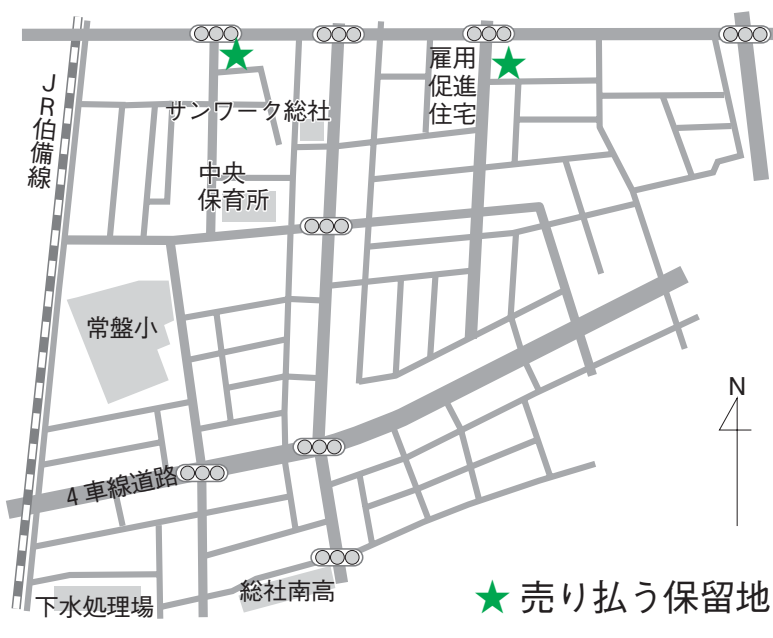 雇用
促進
住宅
JR伯備線
サンワーク総社
中央
保育所
常盤小
N
4車線道路
総社南高
下水処理場
★売り払う保留地